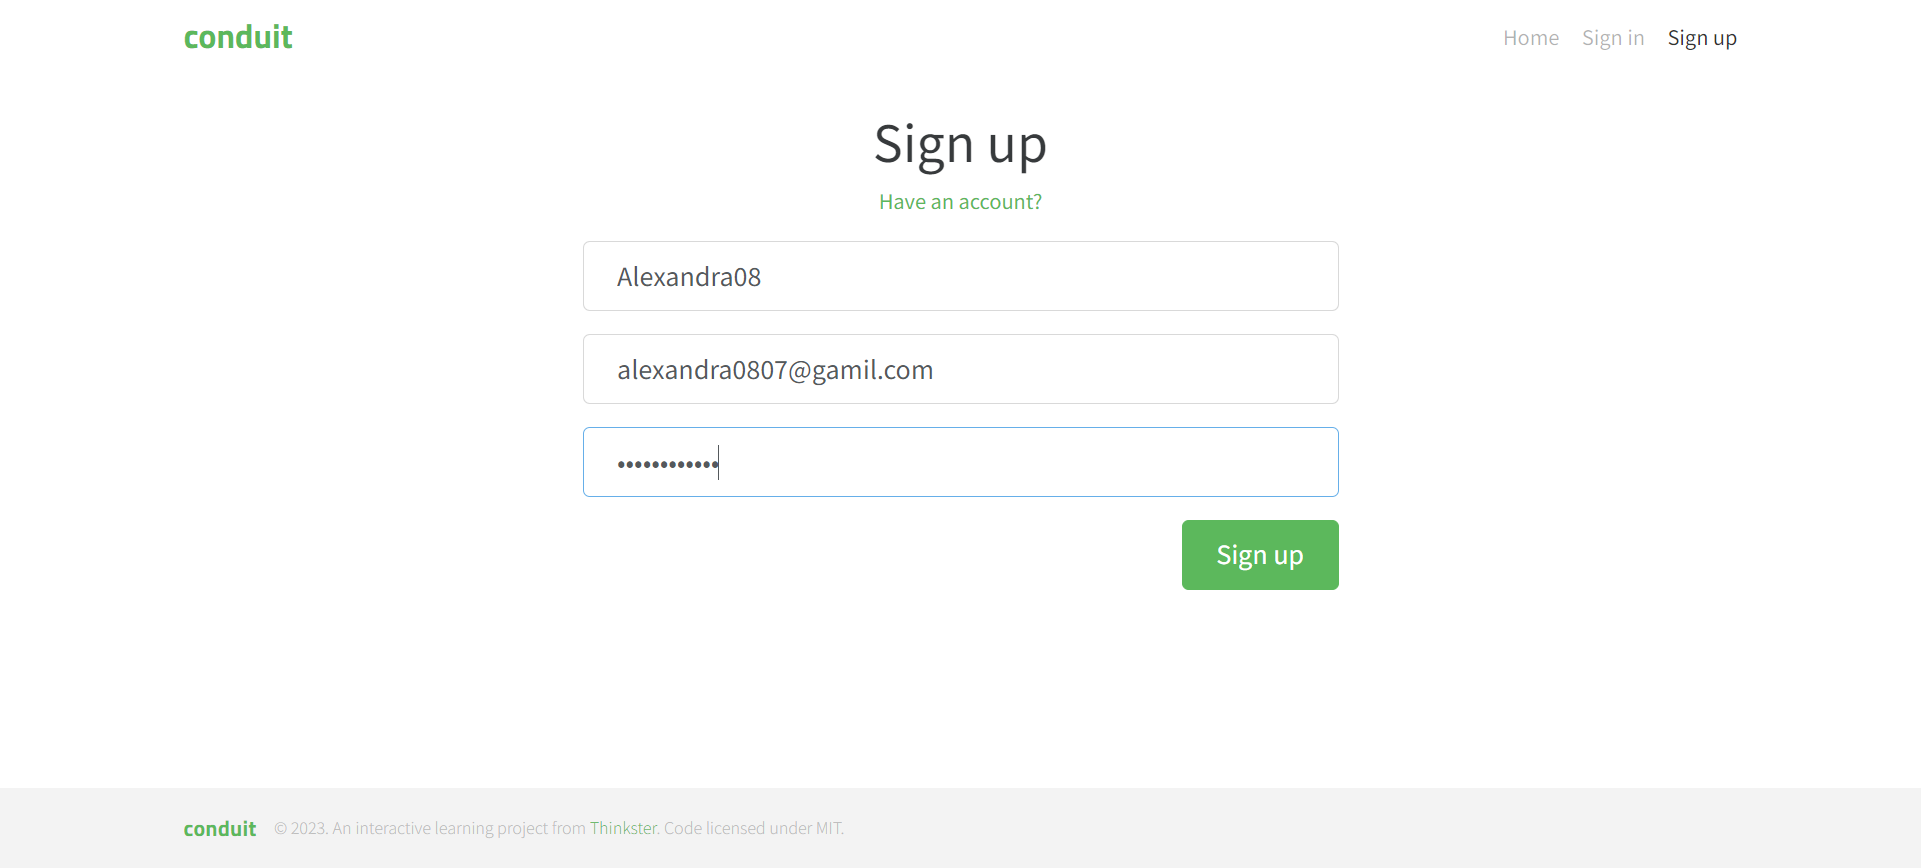 conduit
Home Sign in Sign up
Sign up
Have an account?
Alexandra08
alexandra0807@gamil.com
••••••••••••
Sign up
conduit © 2023. An interactive learning project from Thinkster. Code licensed under MIT.